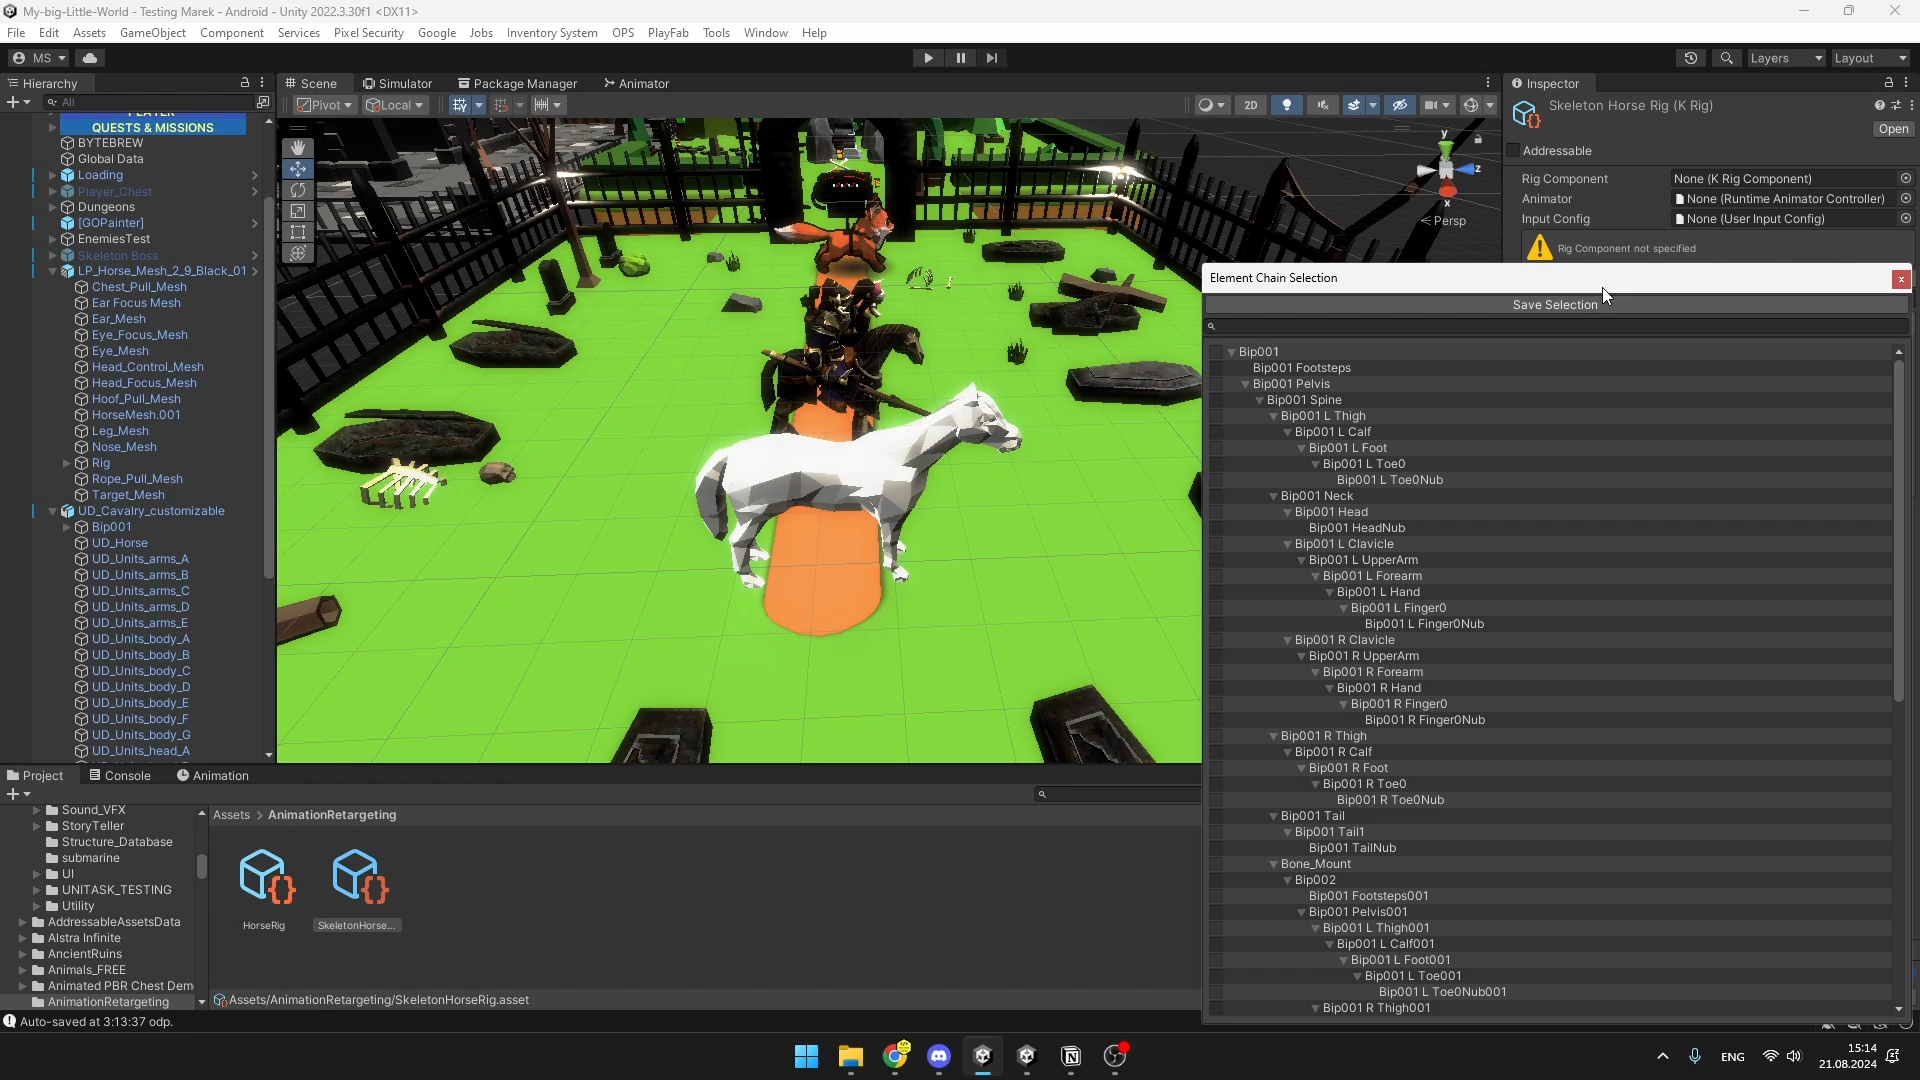 My-big-Little-World - Testing Marek - Android - Unity 2022.3.30f1 <DX11>
File Edit Assets GameObject Component Services Pixel Security Google Jobs Inventory System OPS PlayFab Tools Window Help
MS Layers Layout
Hierarchy Scene Simulator Package Manager Animator Inspector
All Pivot Local 2D
PLAYER
QUESTS & MISSIONS
BYTEBREW
Global Data
Loading
Player_Chest
Dungeons
[GOPainter]
EnemiesTest
Skeleton Boss
LP_Horse_Mesh_2_9_Black_01
Chest_Pull_Mesh
Ear Focus Mesh
Ear_Mesh
Eye_Focus_Mesh
Eye_Mesh
Head_Control_Mesh
Head_Focus_Mesh
Hoof_Pull_Mesh
HorseMesh.001
Leg_Mesh
Nose_Mesh
Rig
Rope_Pull_Mesh
Target_Mesh
UD_Cavalry_customizable
Bip001
UD_Horse
UD_Units_arms_A
UD_Units_arms_B
UD_Units_arms_C
UD_Units_arms_D
UD_Units_arms_E
UD_Units_body_A
UD_Units_body_B
UD_Units_body_C
UD_Units_body_D
UD_Units_body_E
UD_Units_body_F
UD_Units_body_G
UD_Units_head_A
y
z
x
Persp
Skeleton Horse Rig (K Rig)
Open
Addressable
Rig Component None (K Rig Component)
Animator None (Runtime Animator Controller)
Input Config None (User Input Config)
Rig Component not specified
Element Chain Selection
x
Save Selection
Bip001
Bip001 Footsteps
Bip001 Pelvis
Bip001 Spine
Bip001 L Thigh
Bip001 L Calf
Bip001 L Foot
Bip001 L Toe0
Bip001 L Toe0Nub
Bip001 Neck
Bip001 Head
Bip001 HeadNub
Bip001 L Clavicle
Bip001 L UpperArm
Bip001 L Forearm
Bip001 L Hand
Bip001 L Finger0
Bip001 L Finger0Nub
Bip001 R Clavicle
Bip001 R UpperArm
Bip001 R Forearm
Bip001 R Hand
Bip001 R Finger0
Bip001 R Finger0Nub
Bip001 R Thigh
Bip001 R Calf
Bip001 R Foot
Bip001 R Toe0
Bip001 R Toe0Nub
Bip001 Tail
Bip001 Tail1
Bip001 TailNub
Bone_Mount
Bip002
Bip001 Footsteps001
Bip001 Pelvis001
Bip001 L Thigh001
Bip001 L Calf001
Bip001 L Foot001
Bip001 L Toe001
Bip001 L Toe0Nub001
Bip001 R Thigh001
Project Console Animation
Sound_VFX
StoryTeller
Structure_Database
submarine
UI
UNITASK_TESTING
Utility
AddressableAssetsData
Alstra Infinite
AncientRuins
Animals_FREE
Animated PBR Chest Dem
AnimationRetargeting
Assets > AnimationRetargeting
HorseRig
SkeletonHorse...
Assets/AnimationRetargeting/SkeletonHorseRig.asset
Auto-saved at 3:13:37 odp.
ENG
15:14
21.08.2024